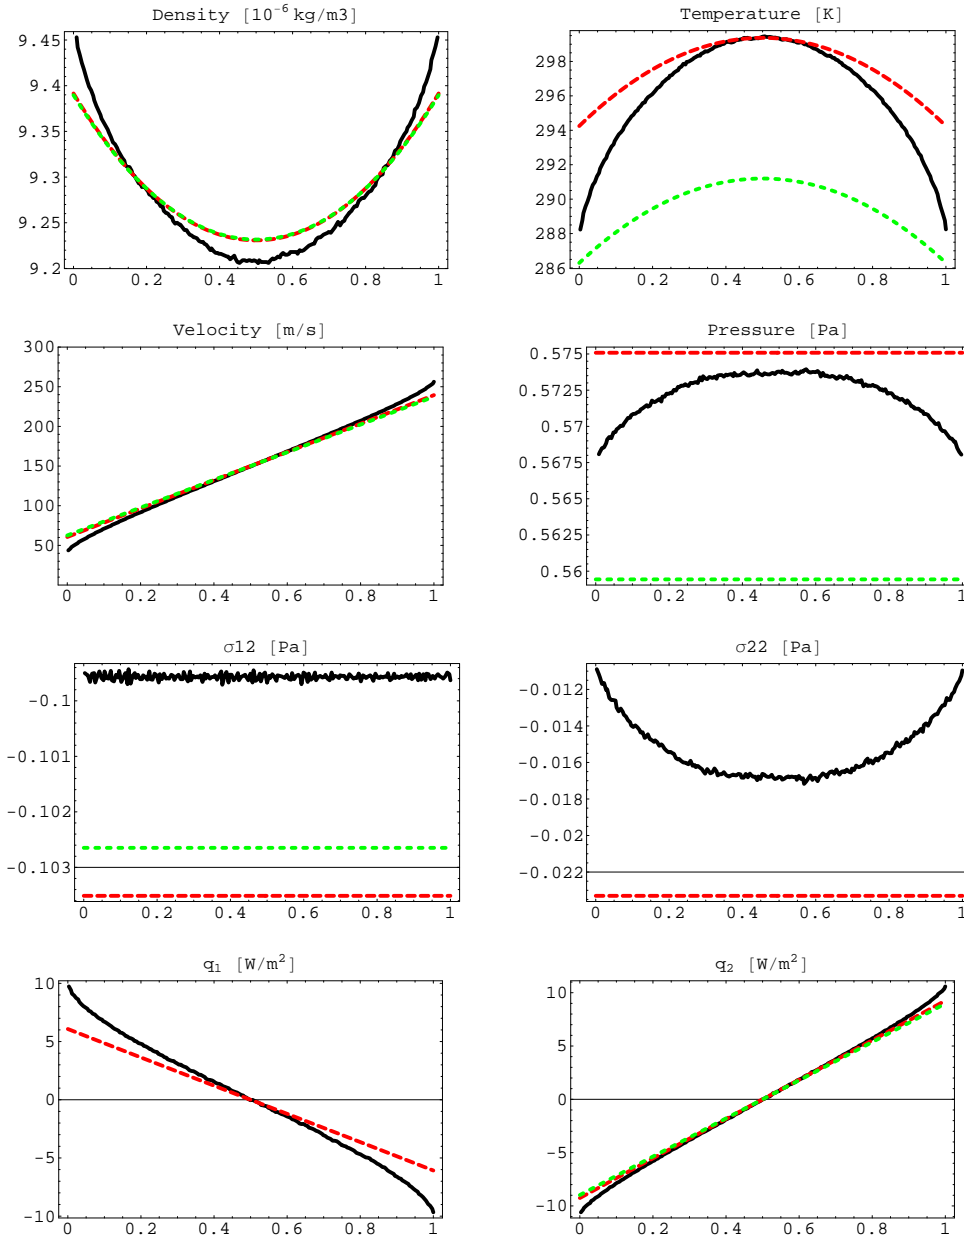 Density [10⁻⁶ kg/m3]
9.45
9.4
9.35
9.3
9.25
9.2
0 0.2 0.4 0.6 0.8 1
Temperature [K]
298
296
294
292
290
288
286
0 0.2 0.4 0.6 0.8 1
Velocity [m/s]
300
250
200
150
100
50
0 0.2 0.4 0.6 0.8 1
Pressure [Pa]
0.575
0.5725
0.57
0.5675
0.565
0.5625
0.56
0 0.2 0.4 0.6 0.8 1
σ12 [Pa]
-0.1
-0.101
-0.102
-0.103
0 0.2 0.4 0.6 0.8 1
σ22 [Pa]
-0.012
-0.014
-0.016
-0.018
-0.02
-0.022
0 0.2 0.4 0.6 0.8 1
q₁ [W/m²]
10
5
0
-5
-10
0 0.2 0.4 0.6 0.8 1
q₂ [W/m²]
10
5
0
-5
-10
0 0.2 0.4 0.6 0.8 1